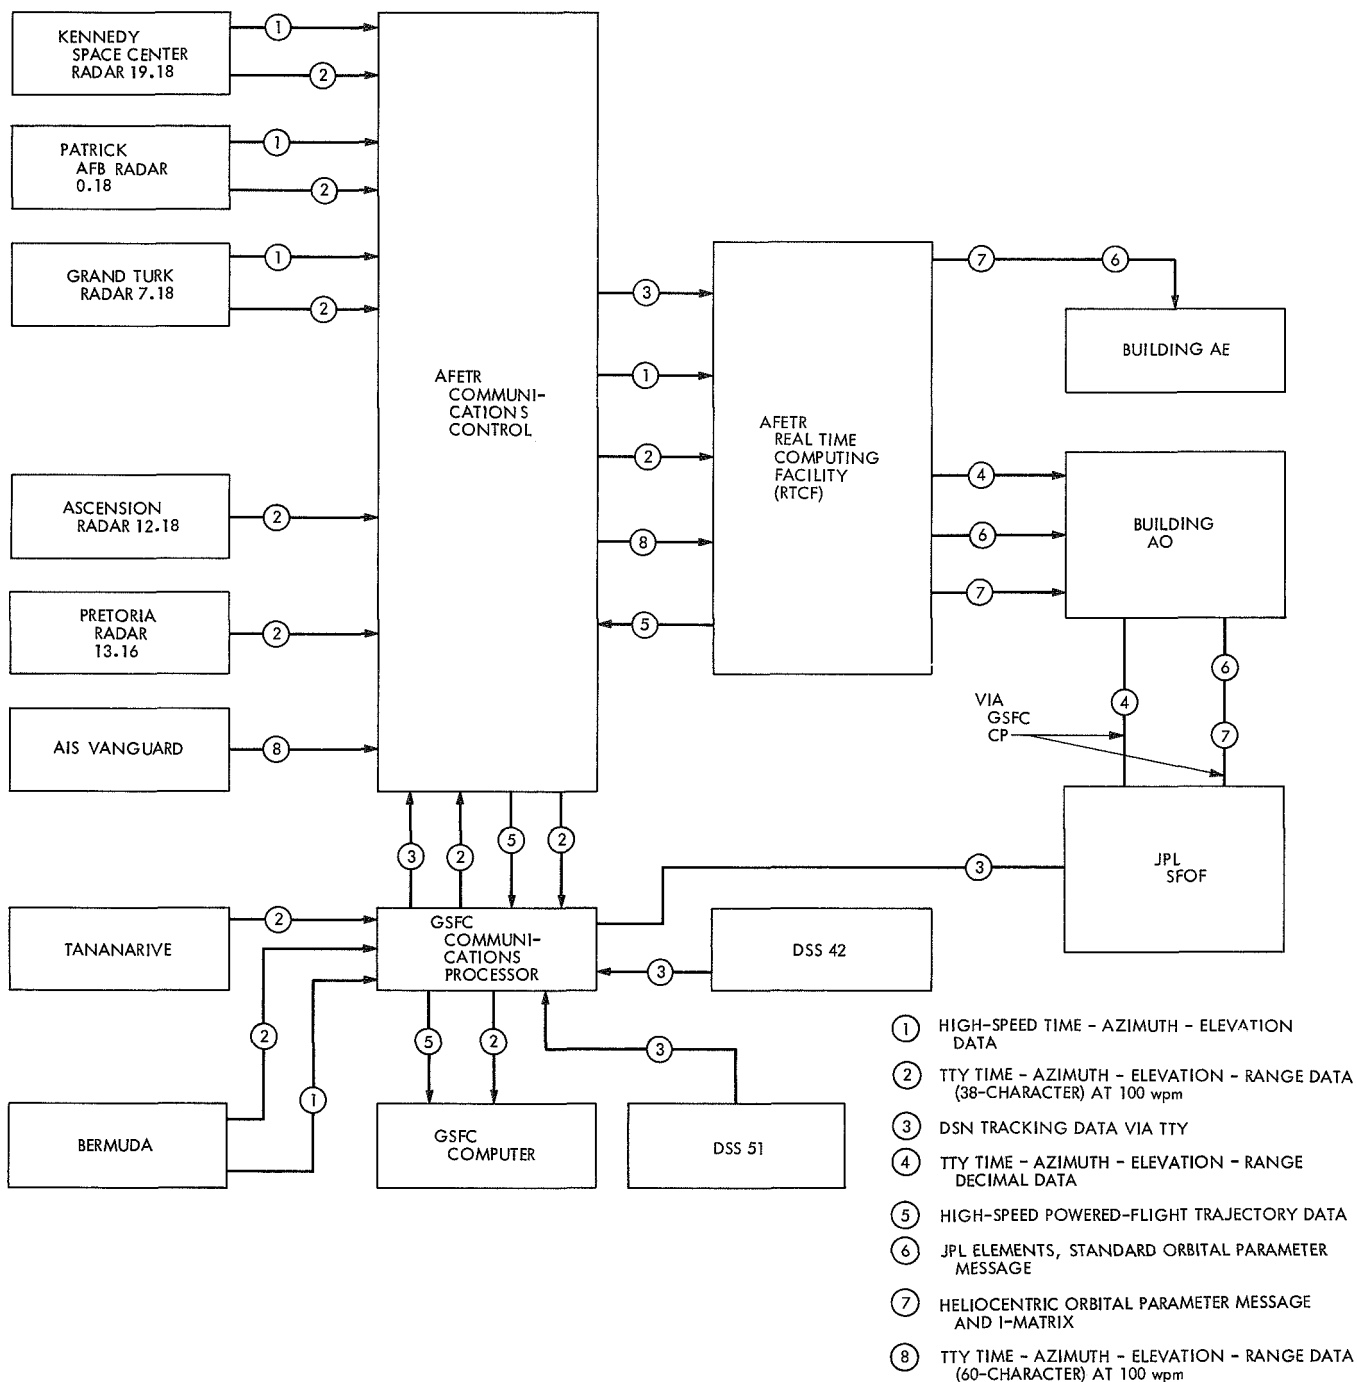 KENNEDY
SPACE CENTER
RADAR 19.18
1
2
PATRICK
AFB RADAR
0.18
1
2
GRAND TURK
RADAR 7.18
1
2
ASCENSION
RADAR 12.18
2
PRETORIA
RADAR
13.16
2
AIS VANGUARD
8
AFETR
COMMUNI-
CATIONS
CONTROL
3
1
2
8
5
AFETR
REAL TIME
COMPUTING
FACILITY
(RTCF)
7
6
BUILDING AE
4
6
7
BUILDING
AO
4
6
7
VIA
GSFC
CP
JPL
SFOF
3
3
2
5
2
TANANARIVE
2
GSFC
COMMUNI-
CATIONS
PROCESSOR
3
DSS 42
2
1
5
2
3
BERMUDA
GSFC
COMPUTER
DSS 51
1 HIGH-SPEED TIME - AZIMUTH - ELEVATION
DATA
2 TTY TIME - AZIMUTH - ELEVATION - RANGE DATA
(38-CHARACTER) AT 100 wpm
3 DSN TRACKING DATA VIA TTY
4 TTY TIME - AZIMUTH - ELEVATION - RANGE
DECIMAL DATA
5 HIGH-SPEED POWERED-FLIGHT TRAJECTORY DATA
6 JPL ELEMENTS, STANDARD ORBITAL PARAMETER
MESSAGE
7 HELIOCENTRIC ORBITAL PARAMETER MESSAGE
AND I-MATRIX
8 TTY TIME - AZIMUTH - ELEVATION - RANGE DATA
(60-CHARACTER) AT 100 wpm